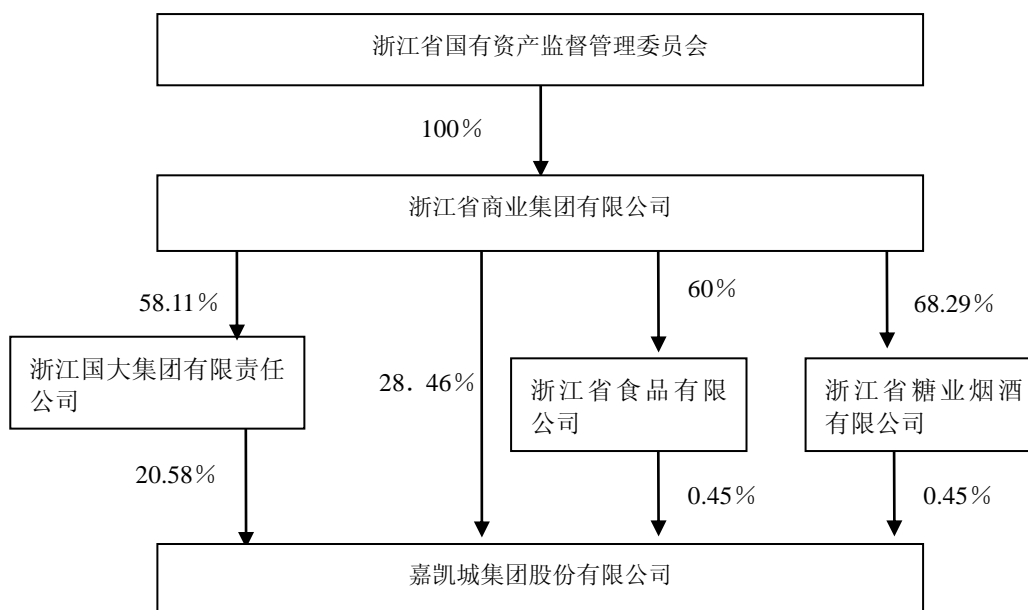 浙江省国有资产监督管理委员会
100%
浙江省商业集团有限公司
58.11%
60%
68.29%
浙江国大集团有限责任
公司
28．46%
浙江省食品有限
公司
浙江省糖业烟酒
有限公司
20.58%
0.45%
0.45%
嘉凯城集团股份有限公司